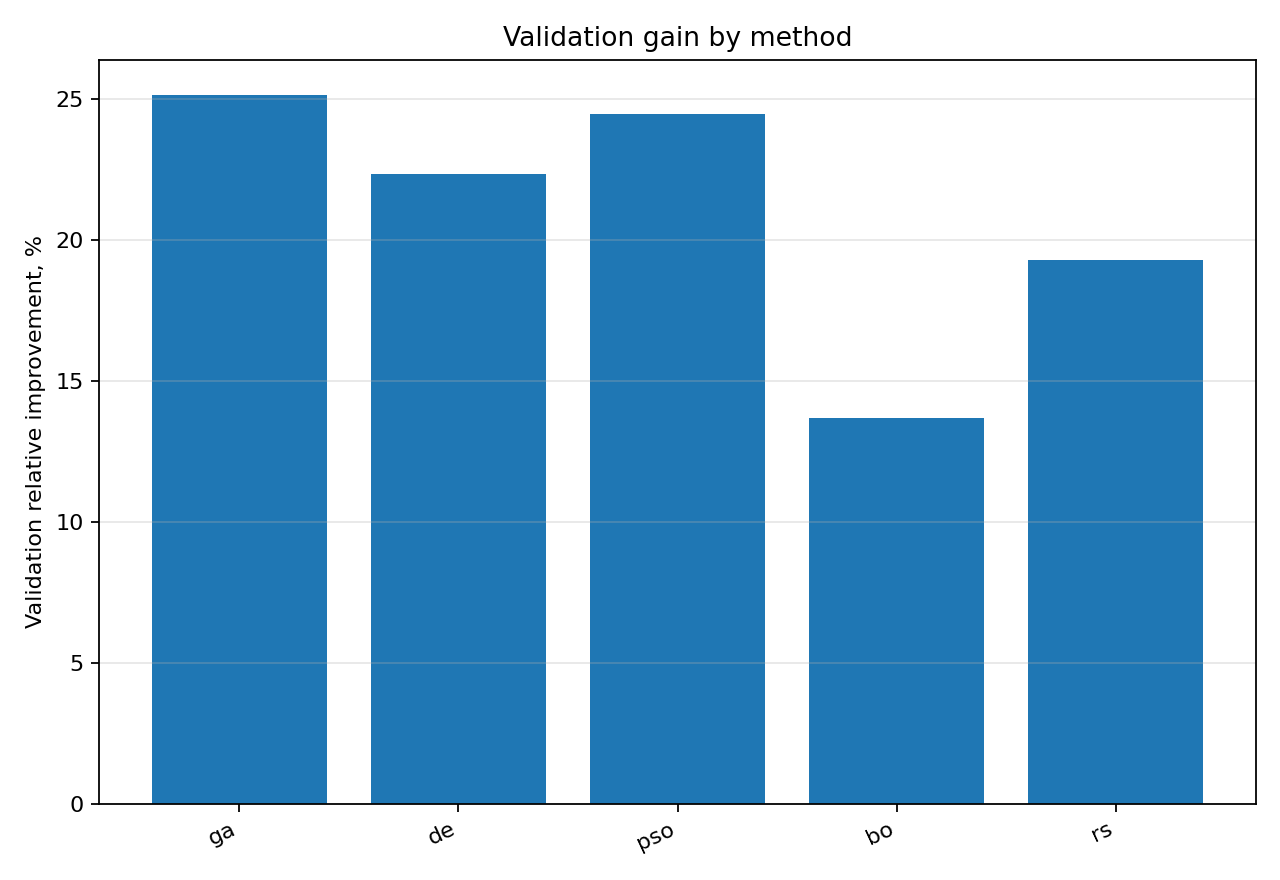 Validation gain by method
Validation relative improvement, %
25
20
15
10
5
0
ga
de
pso
bo
rs